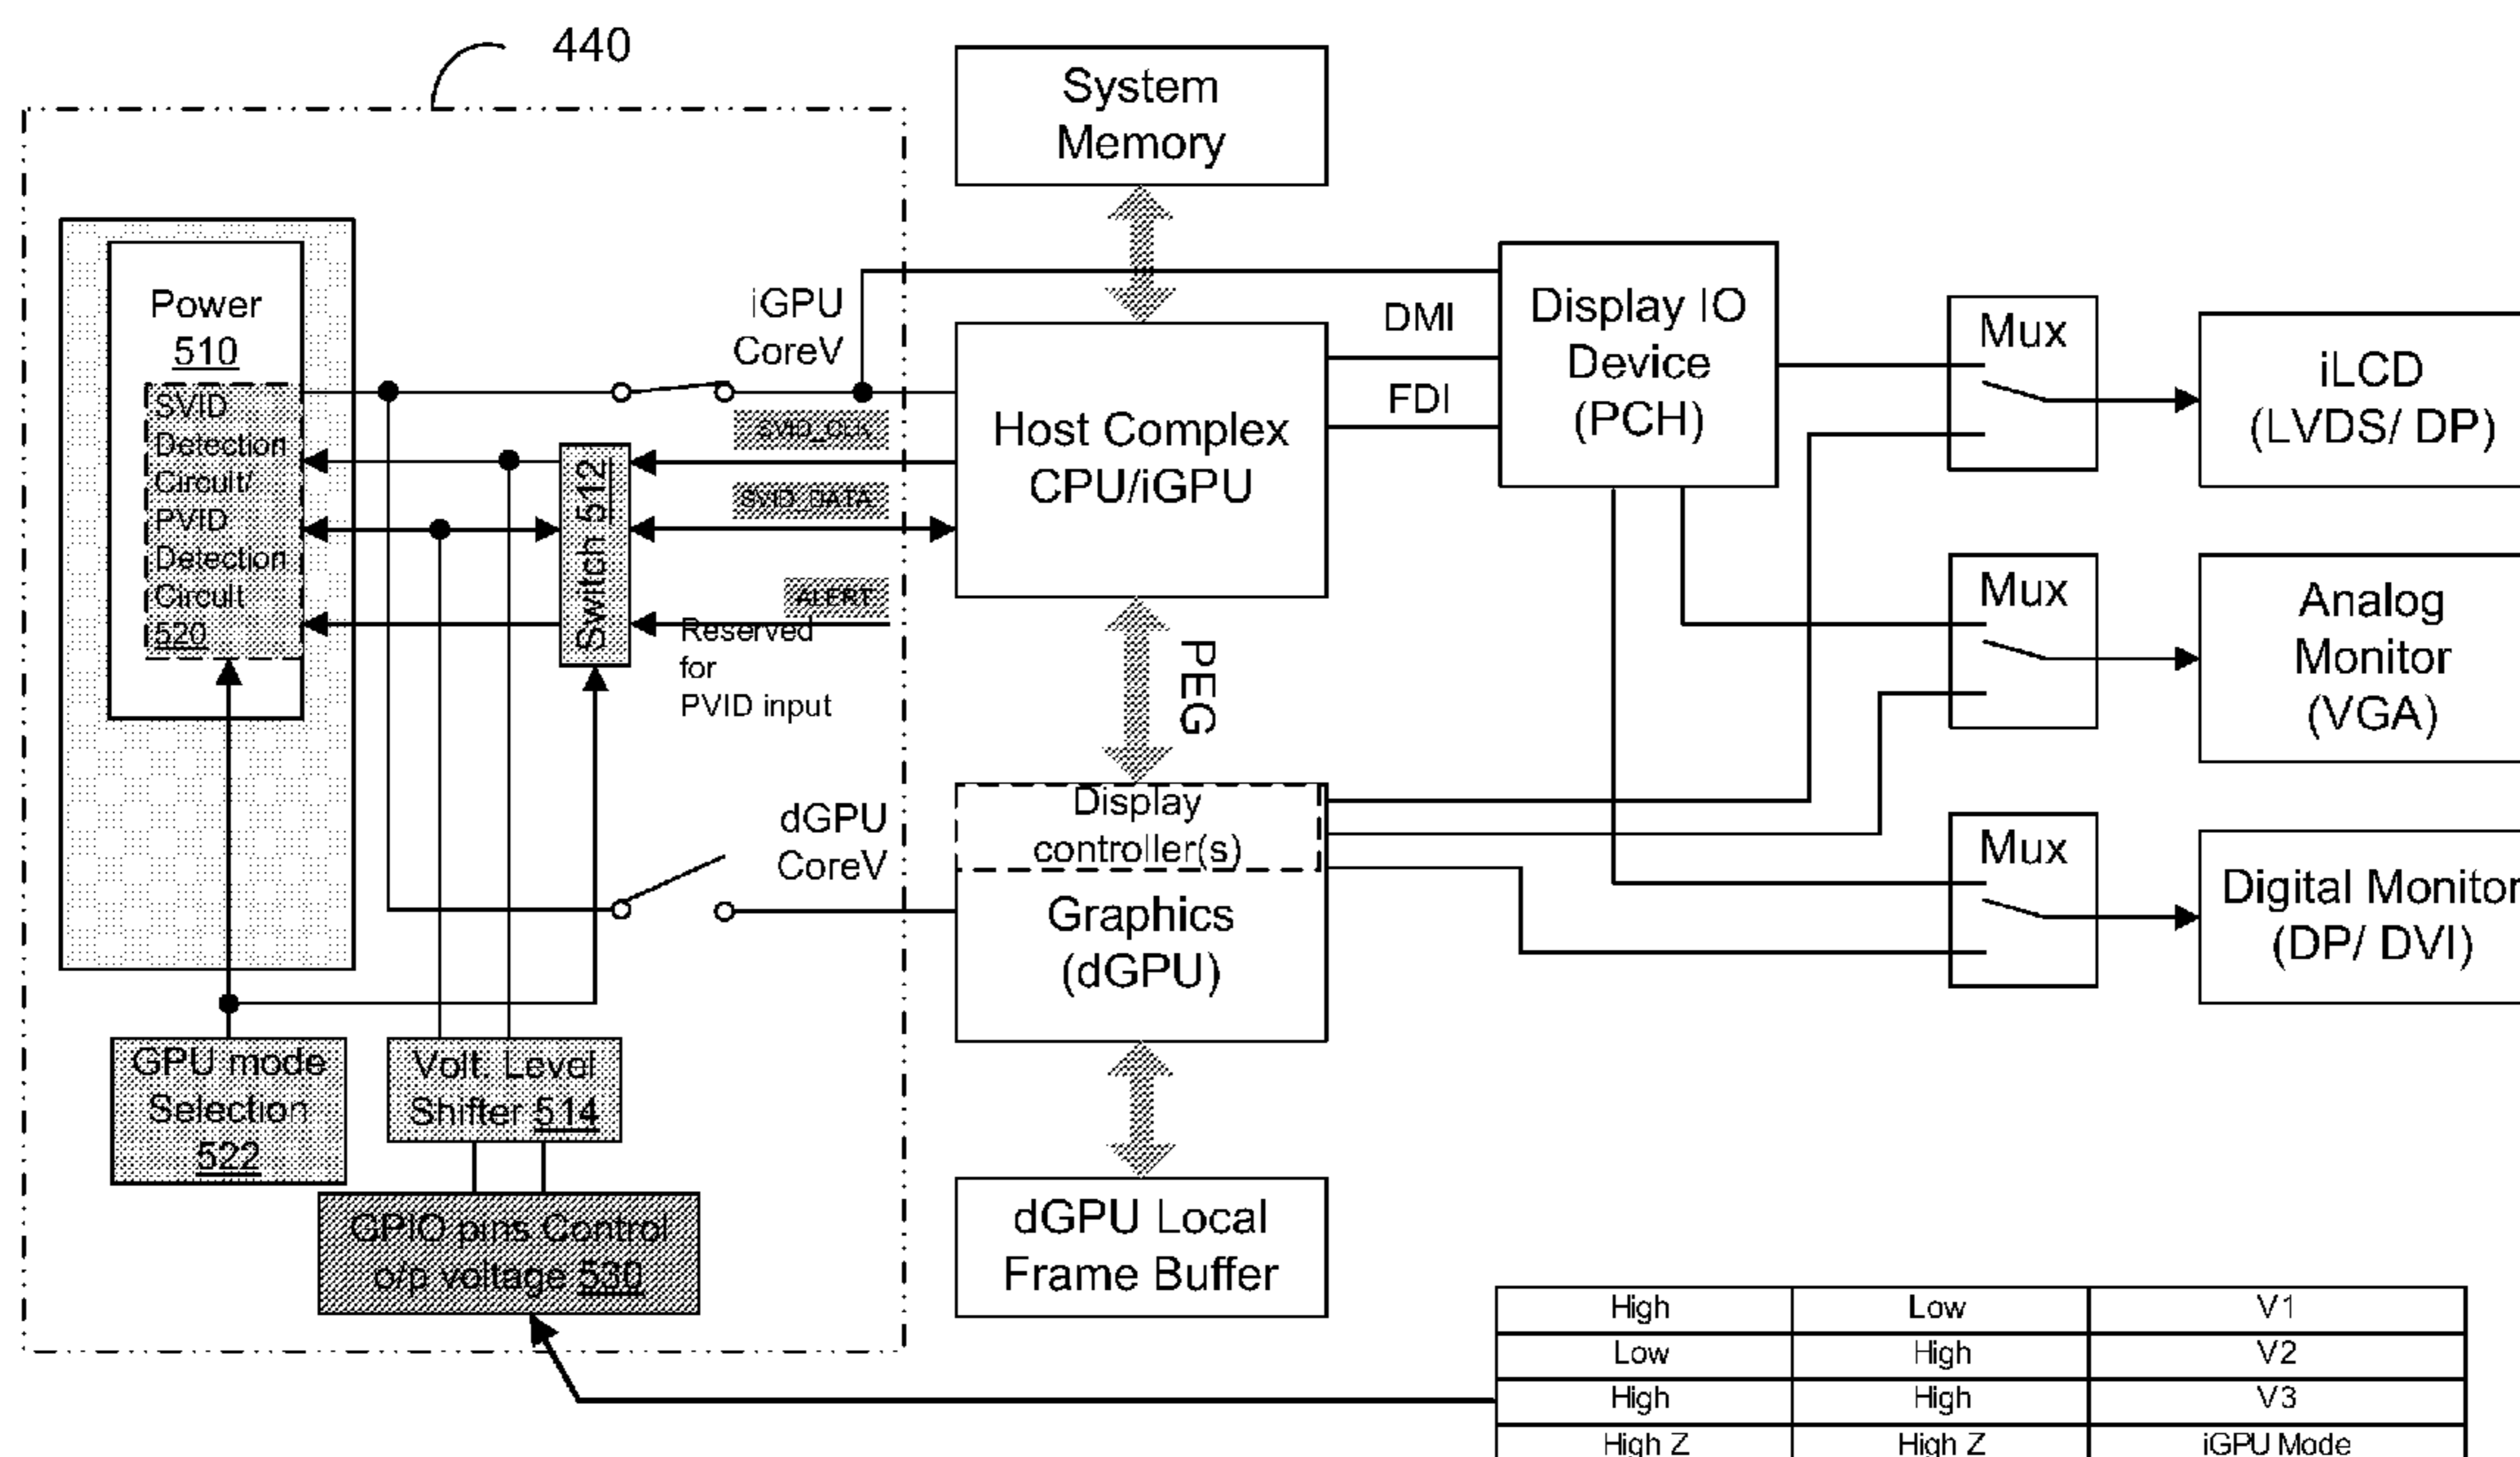 440
System
Memory
Power
510
SVID
Detection
Circuit/
PVID
Detection
Circuit
520
iGPU
CoreV
SVID_CLK
SVID_DATA
ALERT
Switch 512
Reserved
for
PVID input
Host Complex
CPU/iGPU
DMI
FDI
Display IO
Device
(PCH)
Mux
iLCD
(LVDS/ DP)
Mux
Analog
Monitor
(VGA)
PEG
dGPU
CoreV
Display
controller(s)
Graphics
(dGPU)
Mux
Digital Monitor
(DP/ DVI)
GPU mode
Selection
522
Volt. Level
Shifter 514
GPIO pins Control
o/p voltage 530
dGPU Local
Frame Buffer
High Low V1
Low High V2
High High V3
High Z High Z iGPU Mode